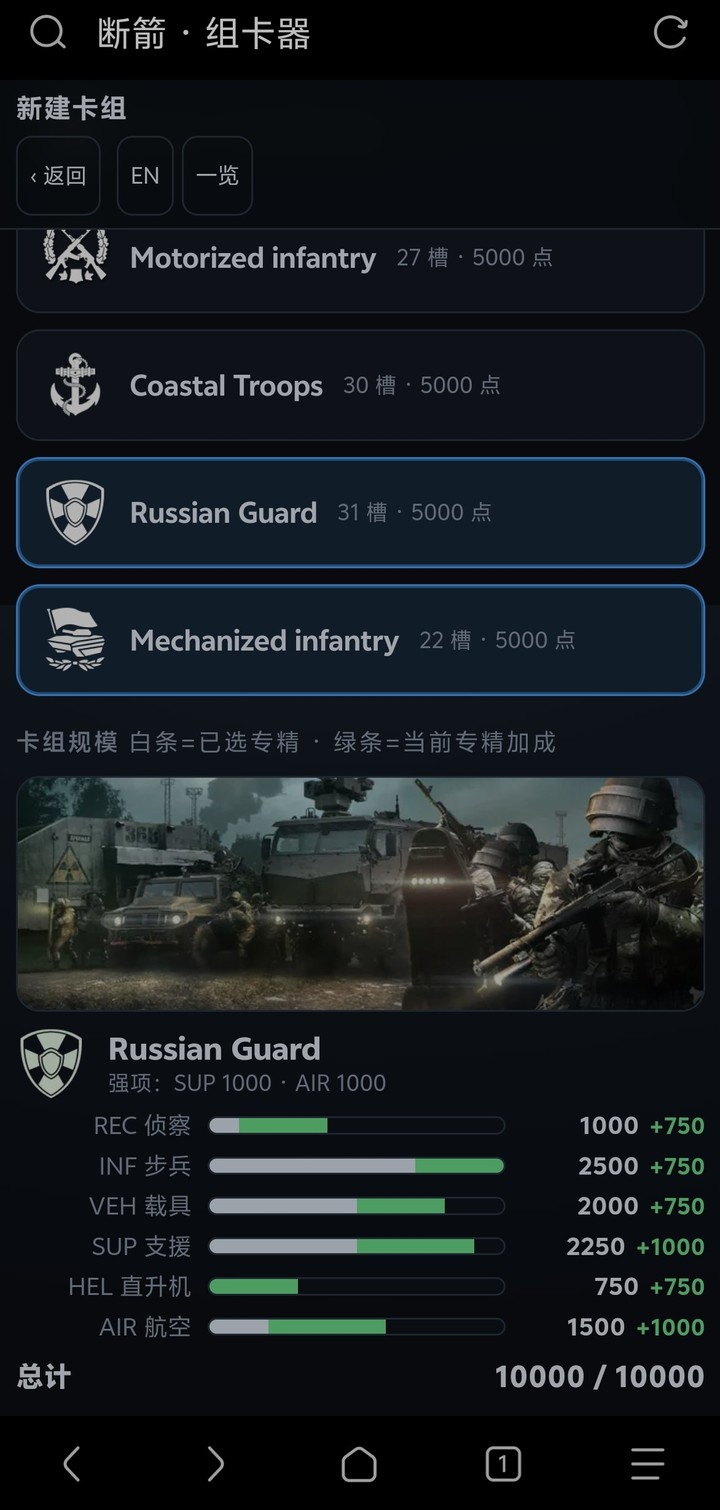 断箭 · 组卡器
新建卡组
‹ 返回
EN
一览
Motorized infantry 27 槽 · 5000 点
Coastal Troops 30 槽 · 5000 点
Russian Guard 31 槽 · 5000 点
Mechanized infantry 22 槽 · 5000 点
卡组规模 白条=已选专精 · 绿条=当前专精加成
Russian Guard
强项：SUP 1000 · AIR 1000
REC 侦察 1000 +750
INF 步兵 2500 +750
VEH 载具 2000 +750
SUP 支援 2250 +1000
HEL 直升机 750 +750
AIR 航空 1500 +1000
总计 10000 / 10000
1